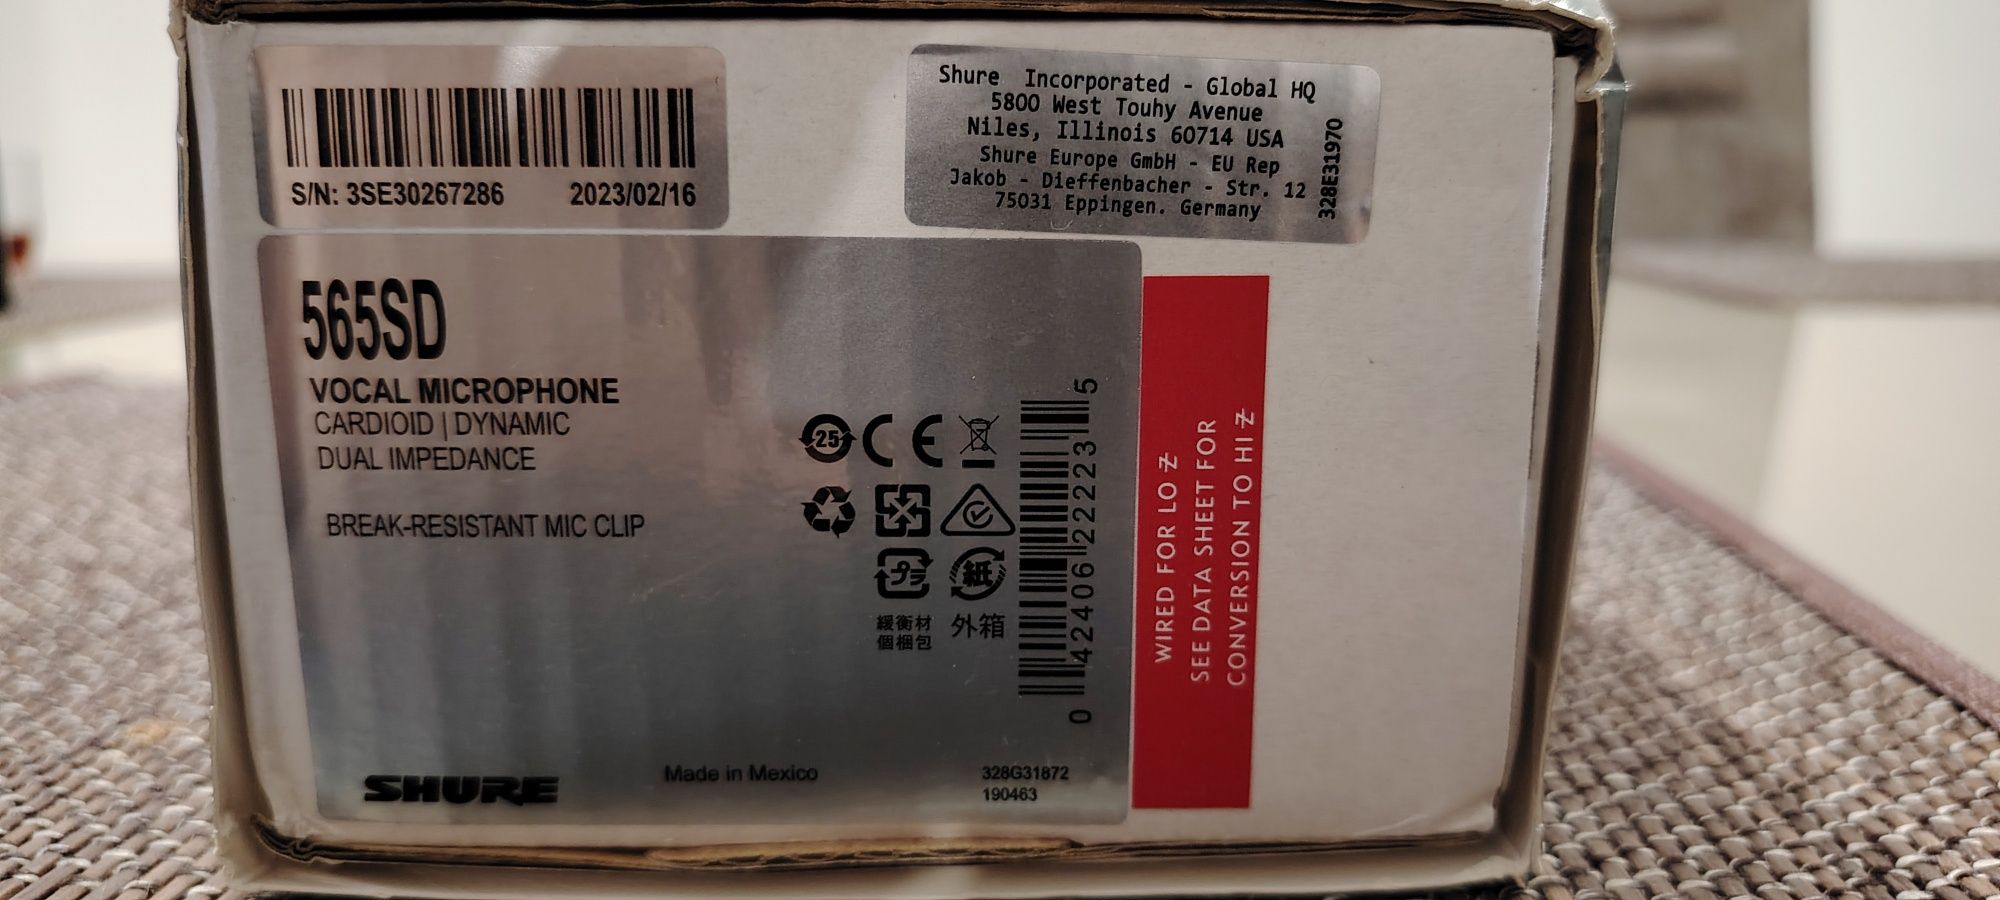 S/N: 3SE30267286 2023/02/16
Shure Incorporated - Global HQ
5800 West Touhy Avenue
Niles, Illinois 60714 USA
Shure Europe GmbH - EU Rep
Jakob - Dieffenbacher - Str. 12
75031 Eppingen. Germany
328E31970
565SD
VOCAL MICROPHONE
CARDIOID | DYNAMIC
DUAL IMPEDANCE
BREAK-RESISTANT MIC CLIP
25
CE
プラ
紙
緩衝材
個梱包
外箱
0 42406 22223 5
WIRED FOR LO Z
SEE DATA SHEET FOR
CONVERSION TO HI Z
SHURE
Made in Mexico
328G31872
190463